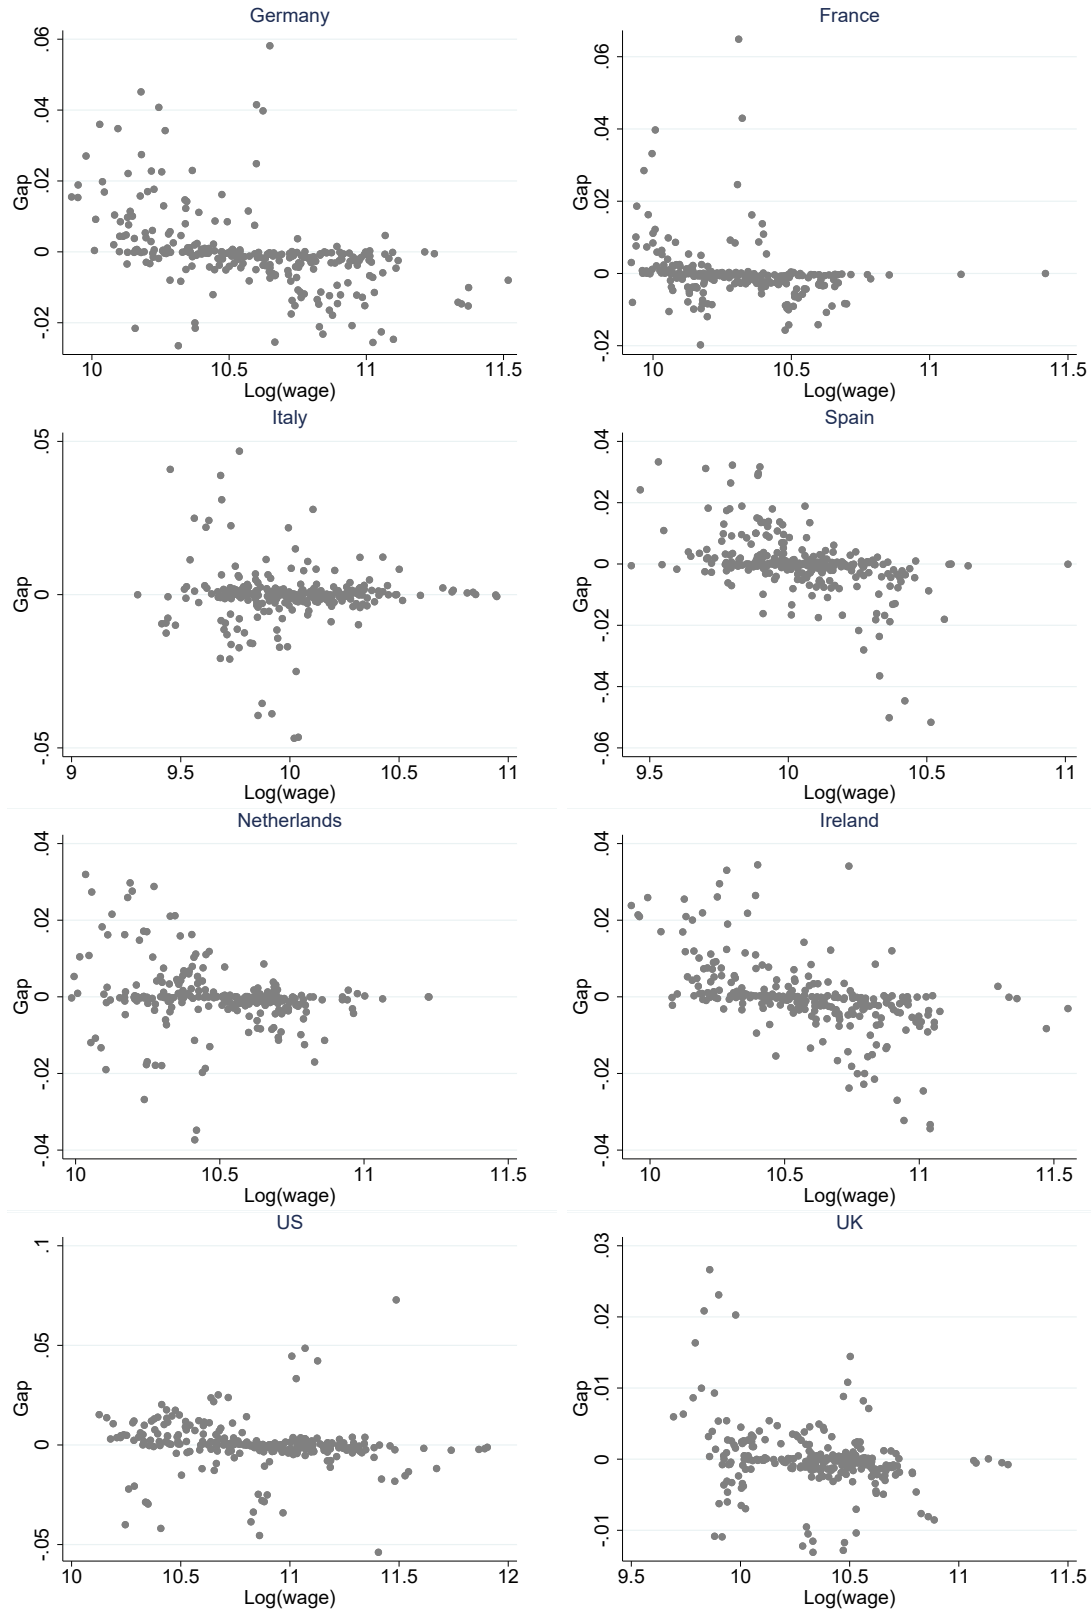 Germany
.06
.04
.02
0
-.02
Gap
10 10.5 11 11.5
Log(wage)
France
.06
.04
.02
0
-.02
Gap
10 10.5 11 11.5
Log(wage)
Italy
.05
0
-.05
Gap
9 9.5 10 10.5 11
Log(wage)
Spain
.04
.02
0
-.02
-.04
-.06
Gap
9.5 10 10.5 11
Log(wage)
Netherlands
.04
.02
0
-.02
-.04
Gap
10 10.5 11 11.5
Log(wage)
Ireland
.04
.02
0
-.02
-.04
Gap
10 10.5 11 11.5
Log(wage)
US
.1
.05
0
-.05
Gap
10 10.5 11 11.5 12
Log(wage)
UK
.03
.02
.01
0
-.01
Gap
9.5 10 10.5 11 11.5
Log(wage)